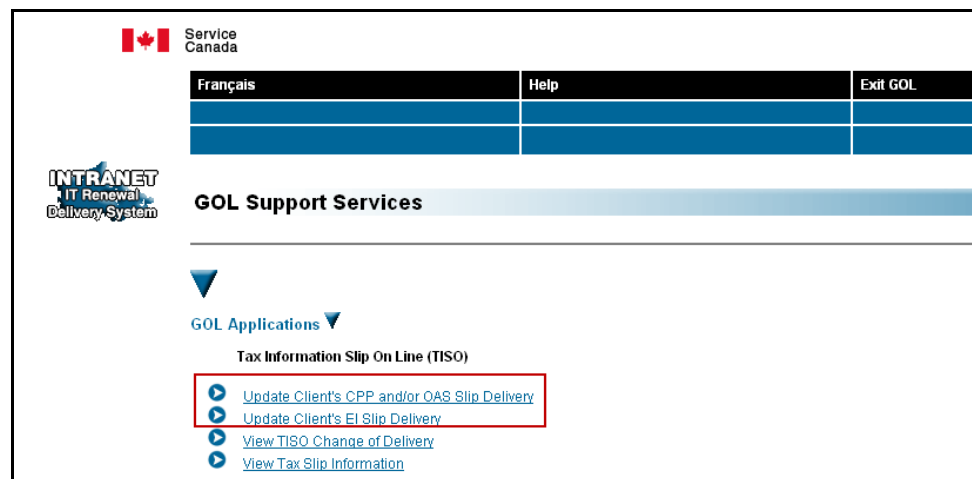 Service
Canada
Français Help Exit GOL
INTRANET
IT Renewal
Delivery System
GOL Support Services
GOL Applications
Tax Information Slip On Line (TISO)
Update Client's CPP and/or OAS Slip Delivery
Update Client's EI Slip Delivery
View TISO Change of Delivery
View Tax Slip Information